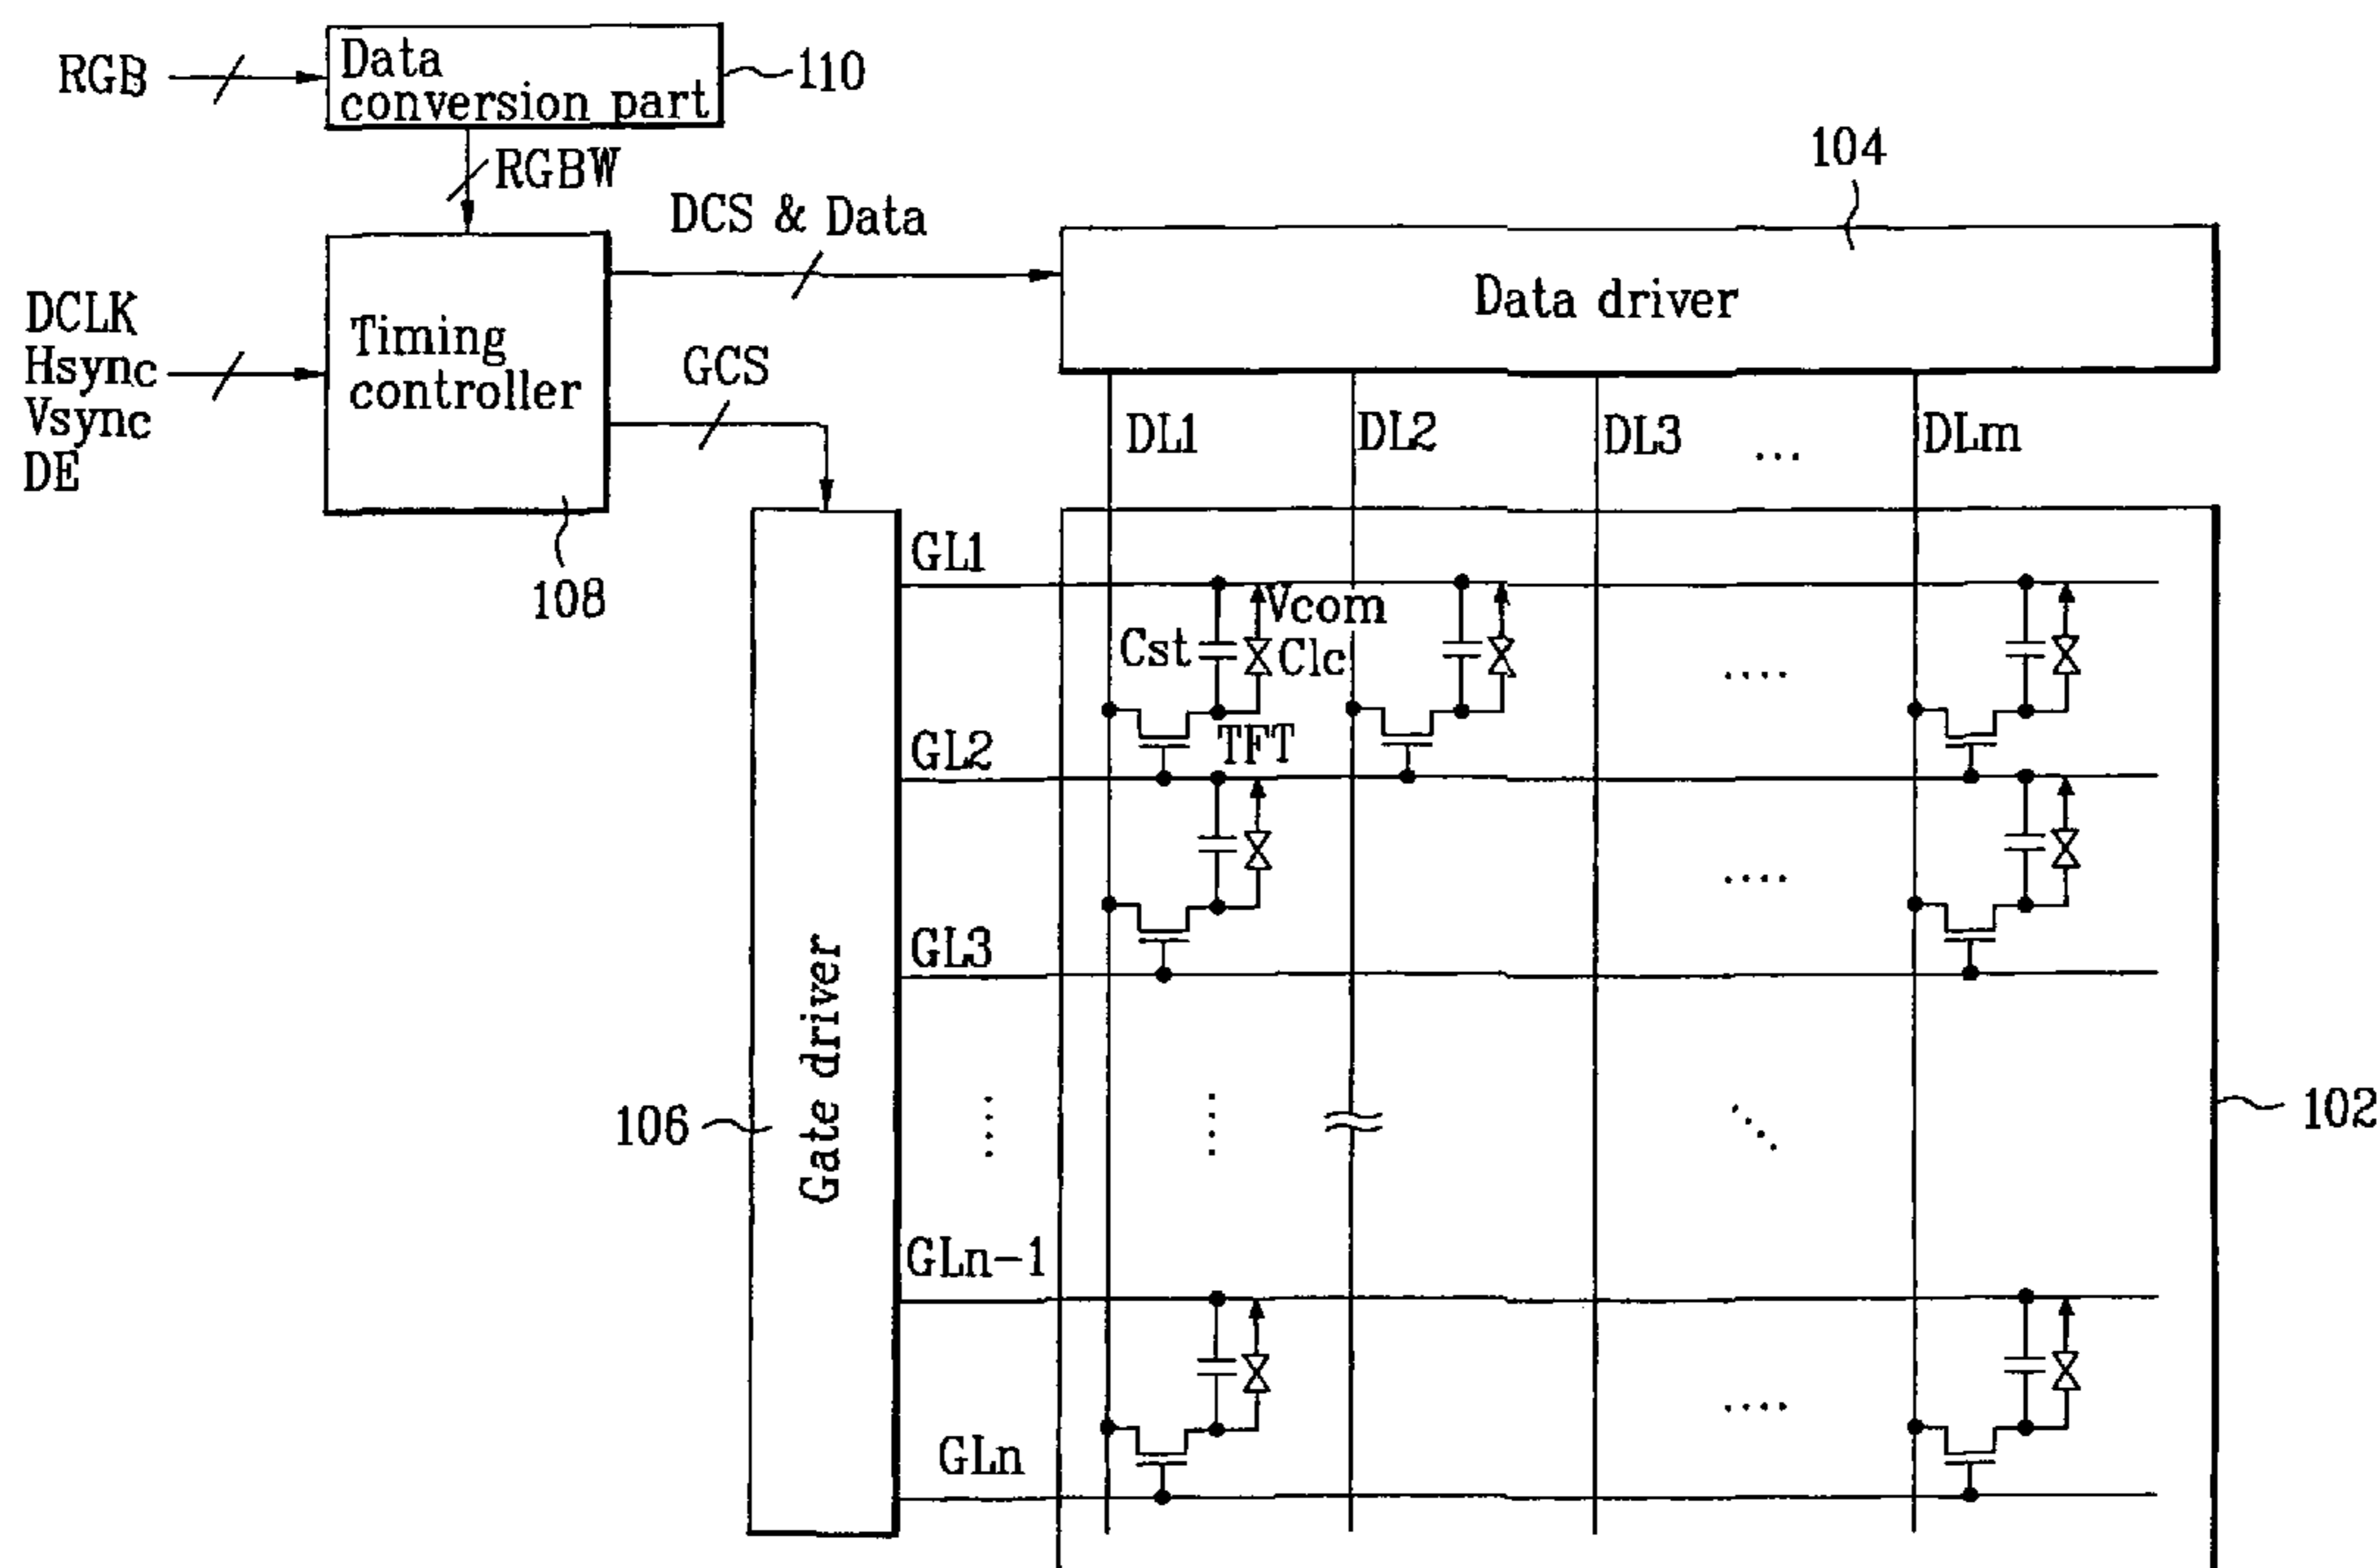 RGB
Data
conversion part
110
RGBW
104
DCS & Data
Data driver
DCLK
Hsync
Vsync
DE
Timing
controller
GCS
108
DL1
DL2
DL3
...
DLm
GL1
Vcom
Cst
Clc
....
TFT
GL2
....
GL3
Gate driver
106
....
....
....
102
GLn-1
....
GLn